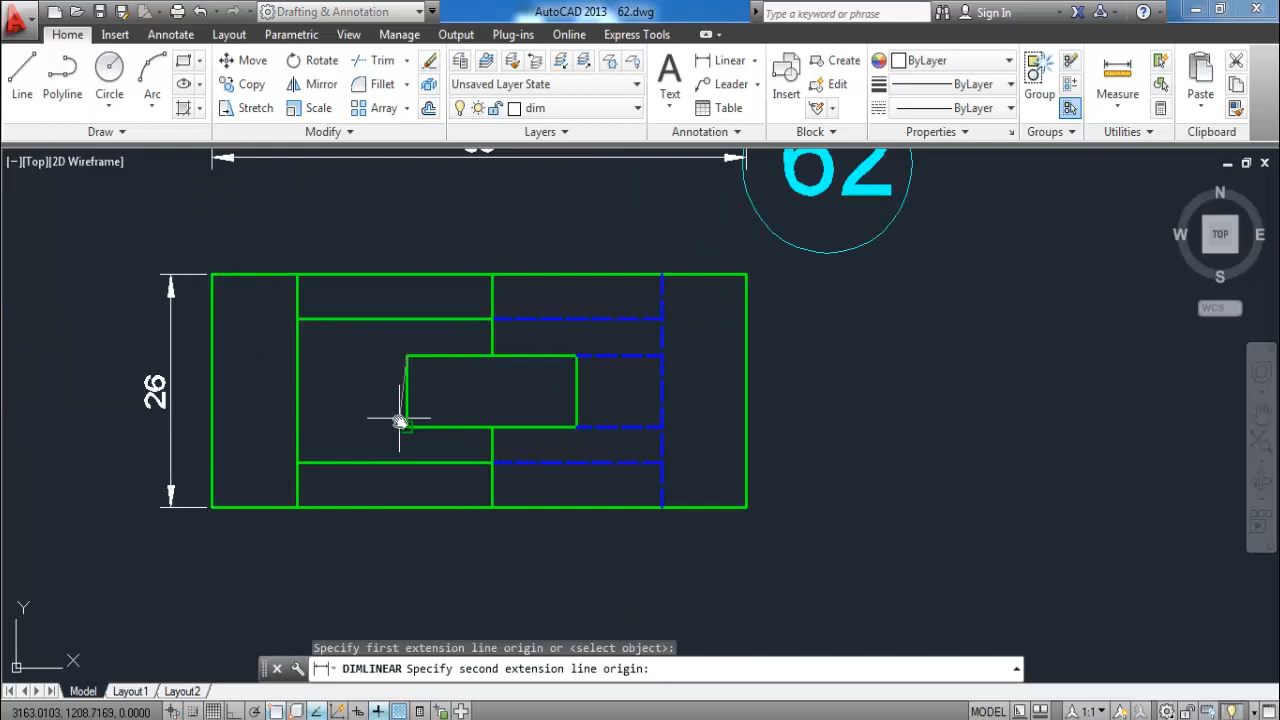 Drafting & Annotation
AutoCAD 2013 62.dwg
Type a keyword or phrase
Sign In
Home Insert Annotate Layout Parametric View Manage Output Plug-ins Online Express Tools
Move Rotate Trim
Copy Mirror Fillet
Stretch Scale Array
Line Polyline Circle Arc
Unsaved Layer State
dim
Text
Linear
Leader
Table
Insert
Create
Edit
ByLayer
ByLayer
ByLayer
Group
Measure
Paste
Draw Modify Layers Annotation Block Properties Groups Utilities Clipboard
[−][Top][2D Wireframe]
62
N
W TOP E
S
WCS
26
Y
X
Specify first extension line origin or <select object>:
DIMLINEAR Specify second extension line origin:
Model Layout1 Layout2
3163.0103, 1208.7169, 0.0000
MODEL
1:1